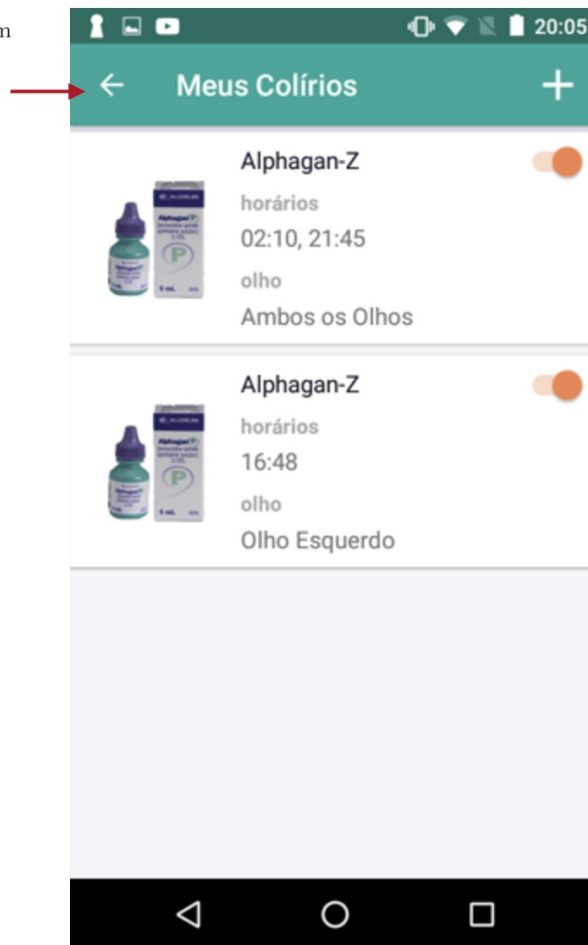 m
20:05
Meus Colírios
Alphagan-Z
horários
02:10, 21:45
olho
Ambos os Olhos
Alphagan-Z
horários
16:48
olho
Olho Esquerdo